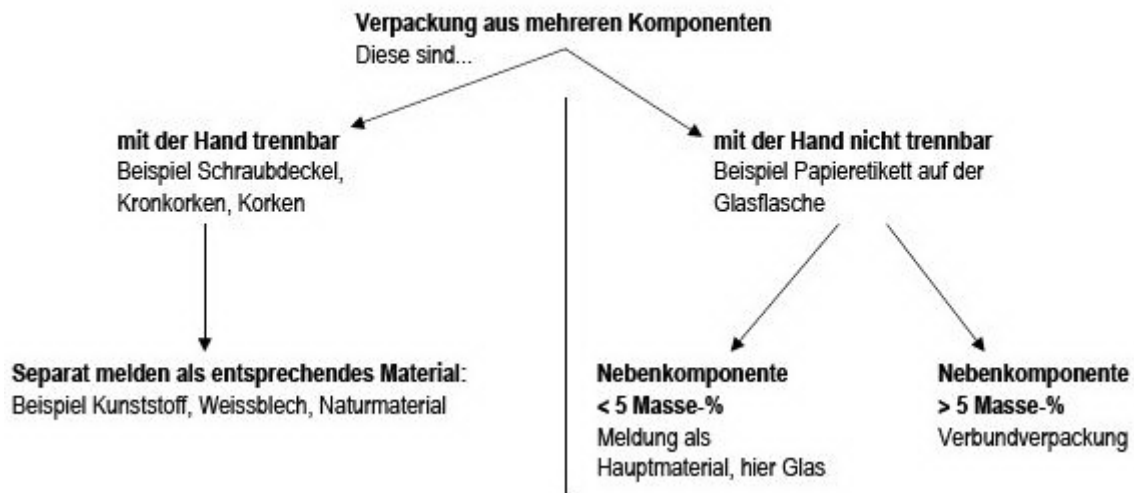 Verpackung aus mehreren Komponenten
Diese sind...
mit der Hand trennbar
Beispiel Schraubdeckel,
Kronkorken, Korken
mit der Hand nicht trennbar
Beispiel Papieretikett auf der
Glasflasche
Separat melden als entsprechendes Material:
Beispiel Kunststoff, Weissblech, Naturmaterial
Nebenkomponente
< 5 Masse-%
Meldung als
Hauptmaterial, hier Glas
Nebenkomponente
> 5 Masse-%
Verbundverpackung